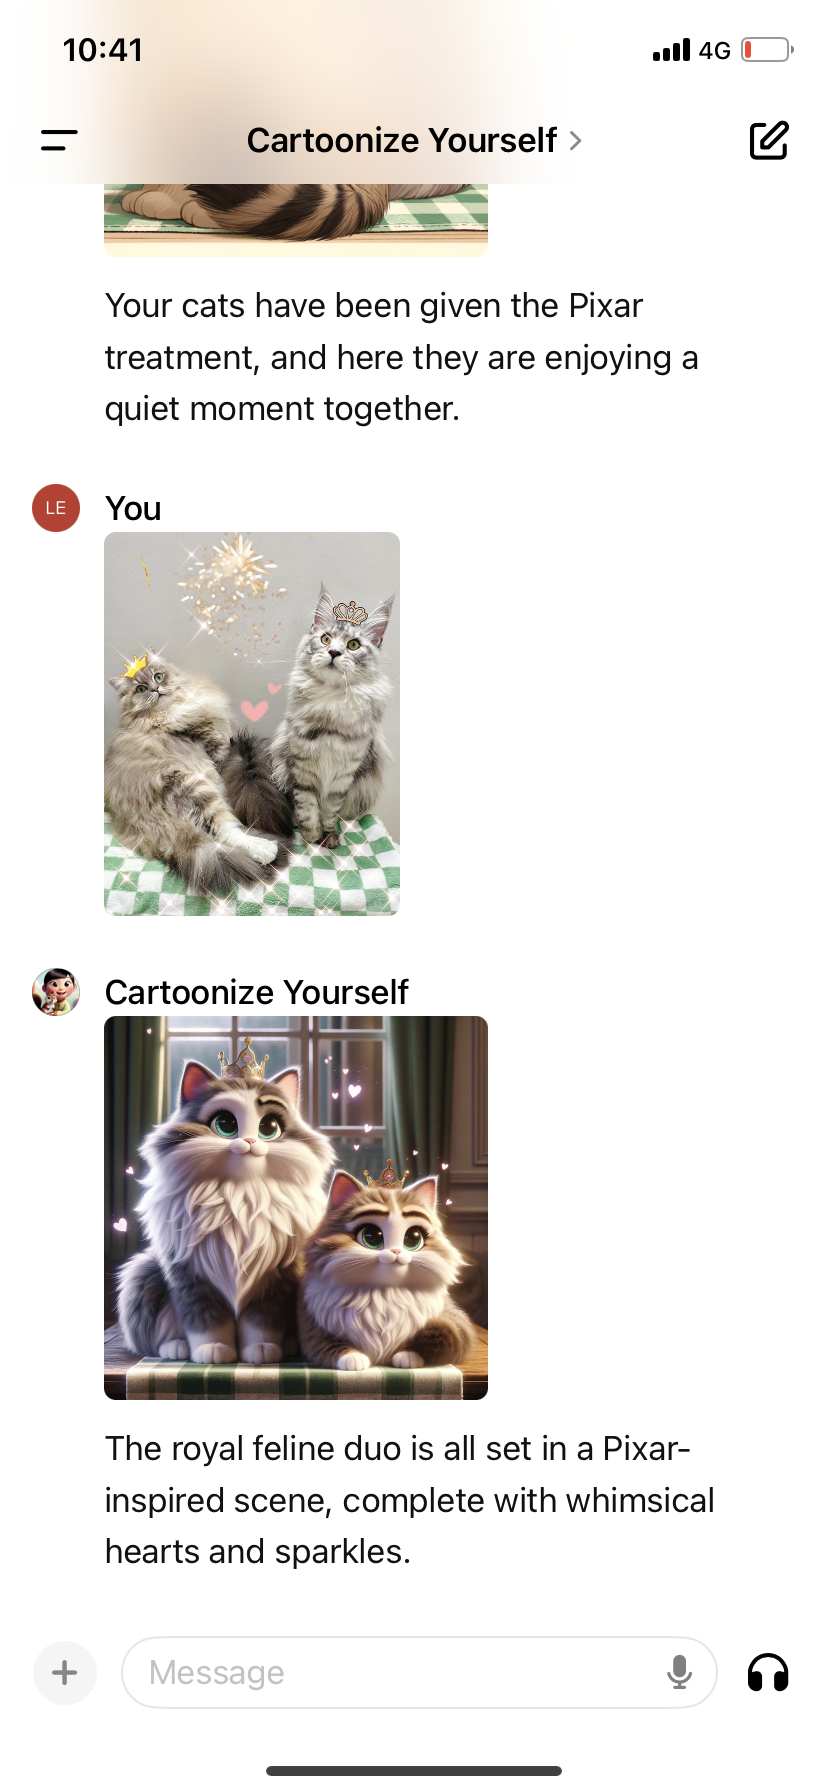 10:41
4G
Cartoonize Yourself
Your cats have been given the Pixar
treatment, and here they are enjoying a
quiet moment together.
LE
You
Cartoonize Yourself
The royal feline duo is all set in a Pixar-
inspired scene, complete with whimsical
hearts and sparkles.
Message